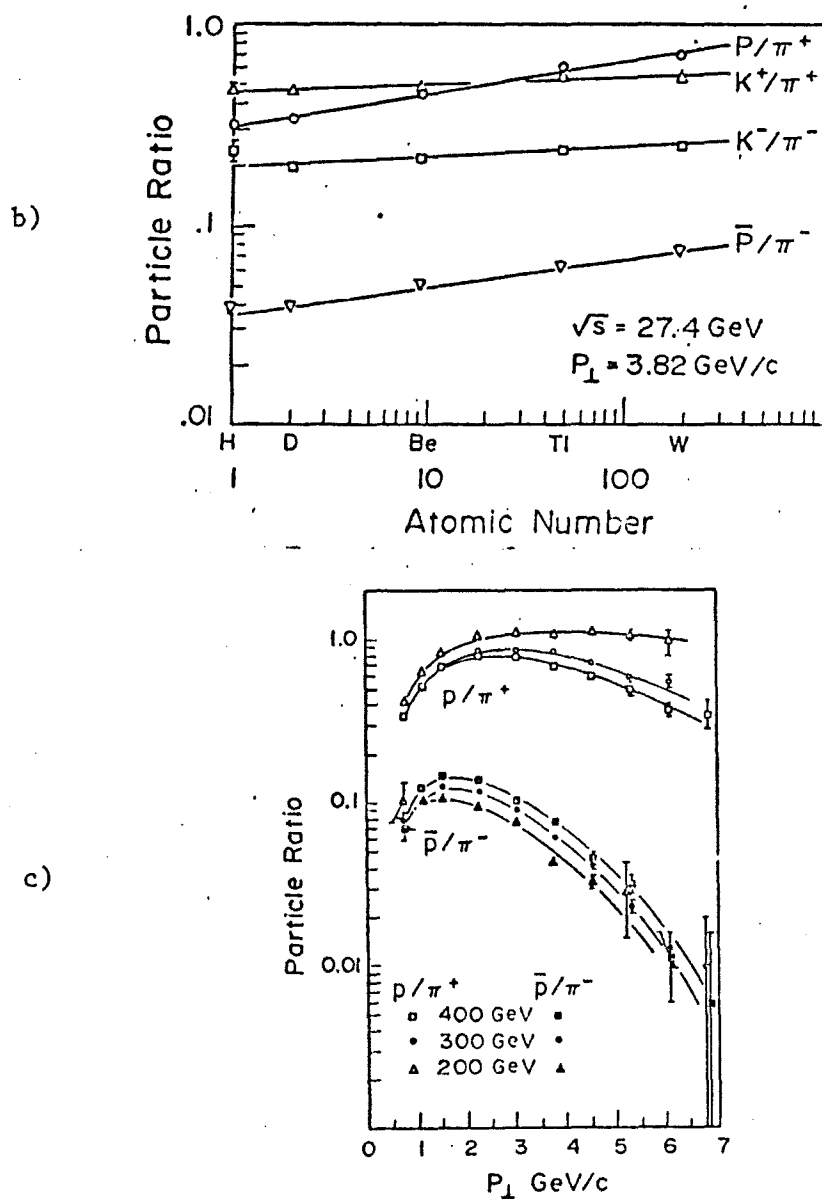 b)
Particle Ratio
1.0
.1
.01
P/π⁺
K⁺/π⁺
K⁻/π⁻
P̄/π⁻
√s = 27.4 GeV
P⊥ = 3.82 GeV/c
H D Be TI W
1 10 100
Atomic Number
c)
Particle Ratio
1.0
0.1
0.01
p/π⁺
p̄/π⁻
p/π⁺ p̄/π⁻
□ 400 GeV ■
• 300 GeV •
△ 200 GeV ▲
0 1 2 3 4 5 6 7
P⊥ GeV/c